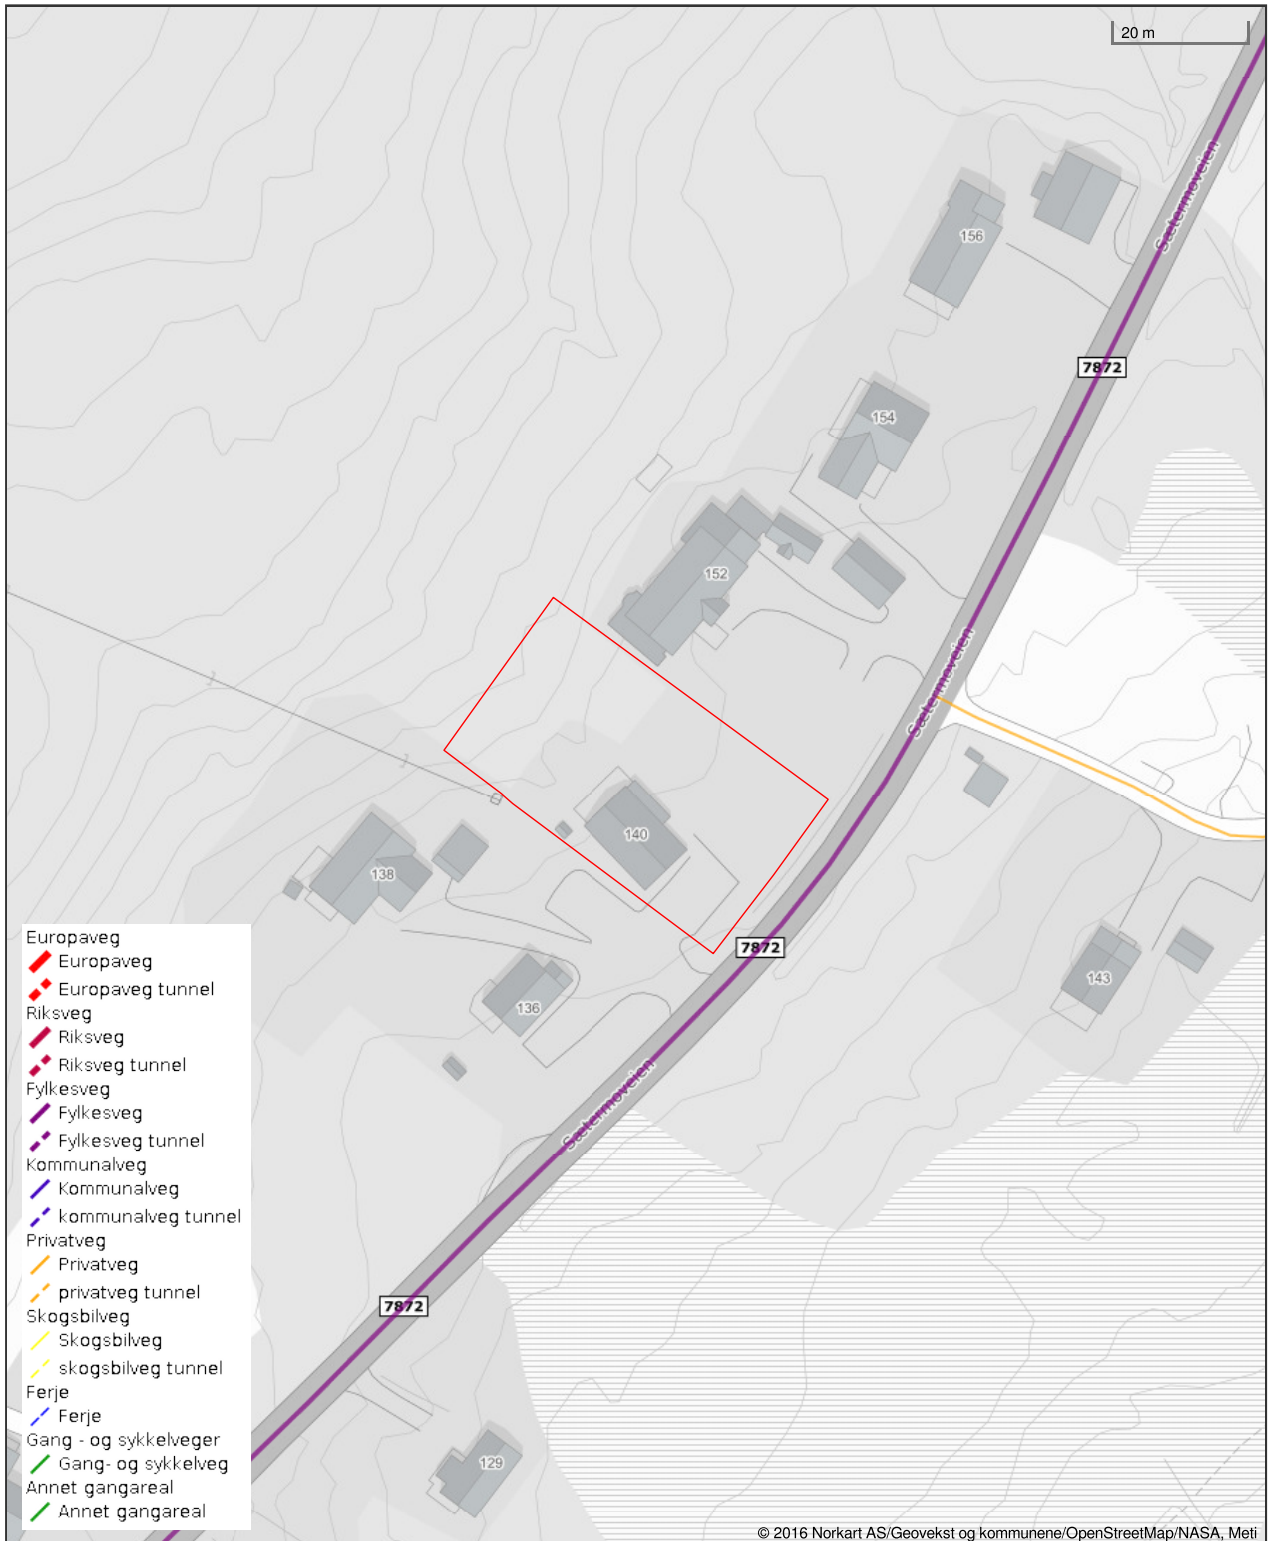 20 m
Sætermoveien
156
7872
154
152
Sætermoveien
140
138
7872
143
136
Sætermoveien
7872
129
Europaveg
Europaveg
Europaveg tunnel
Riksveg
Riksveg
Riksveg tunnel
Fylkesveg
Fylkesveg
Fylkesveg tunnel
Kommunalveg
Kommunalveg
kommunalveg tunnel
Privatveg
Privatveg
privatveg tunnel
Skogsbilveg
Skogsbilveg
skogsbilveg tunnel
Ferje
Ferje
Gang - og sykkelveger
Gang- og sykkelveg
Annet gangareal
Annet gangareal
© 2016 Norkart AS/Geovekst og kommunene/OpenStreetMap/NASA, Meti